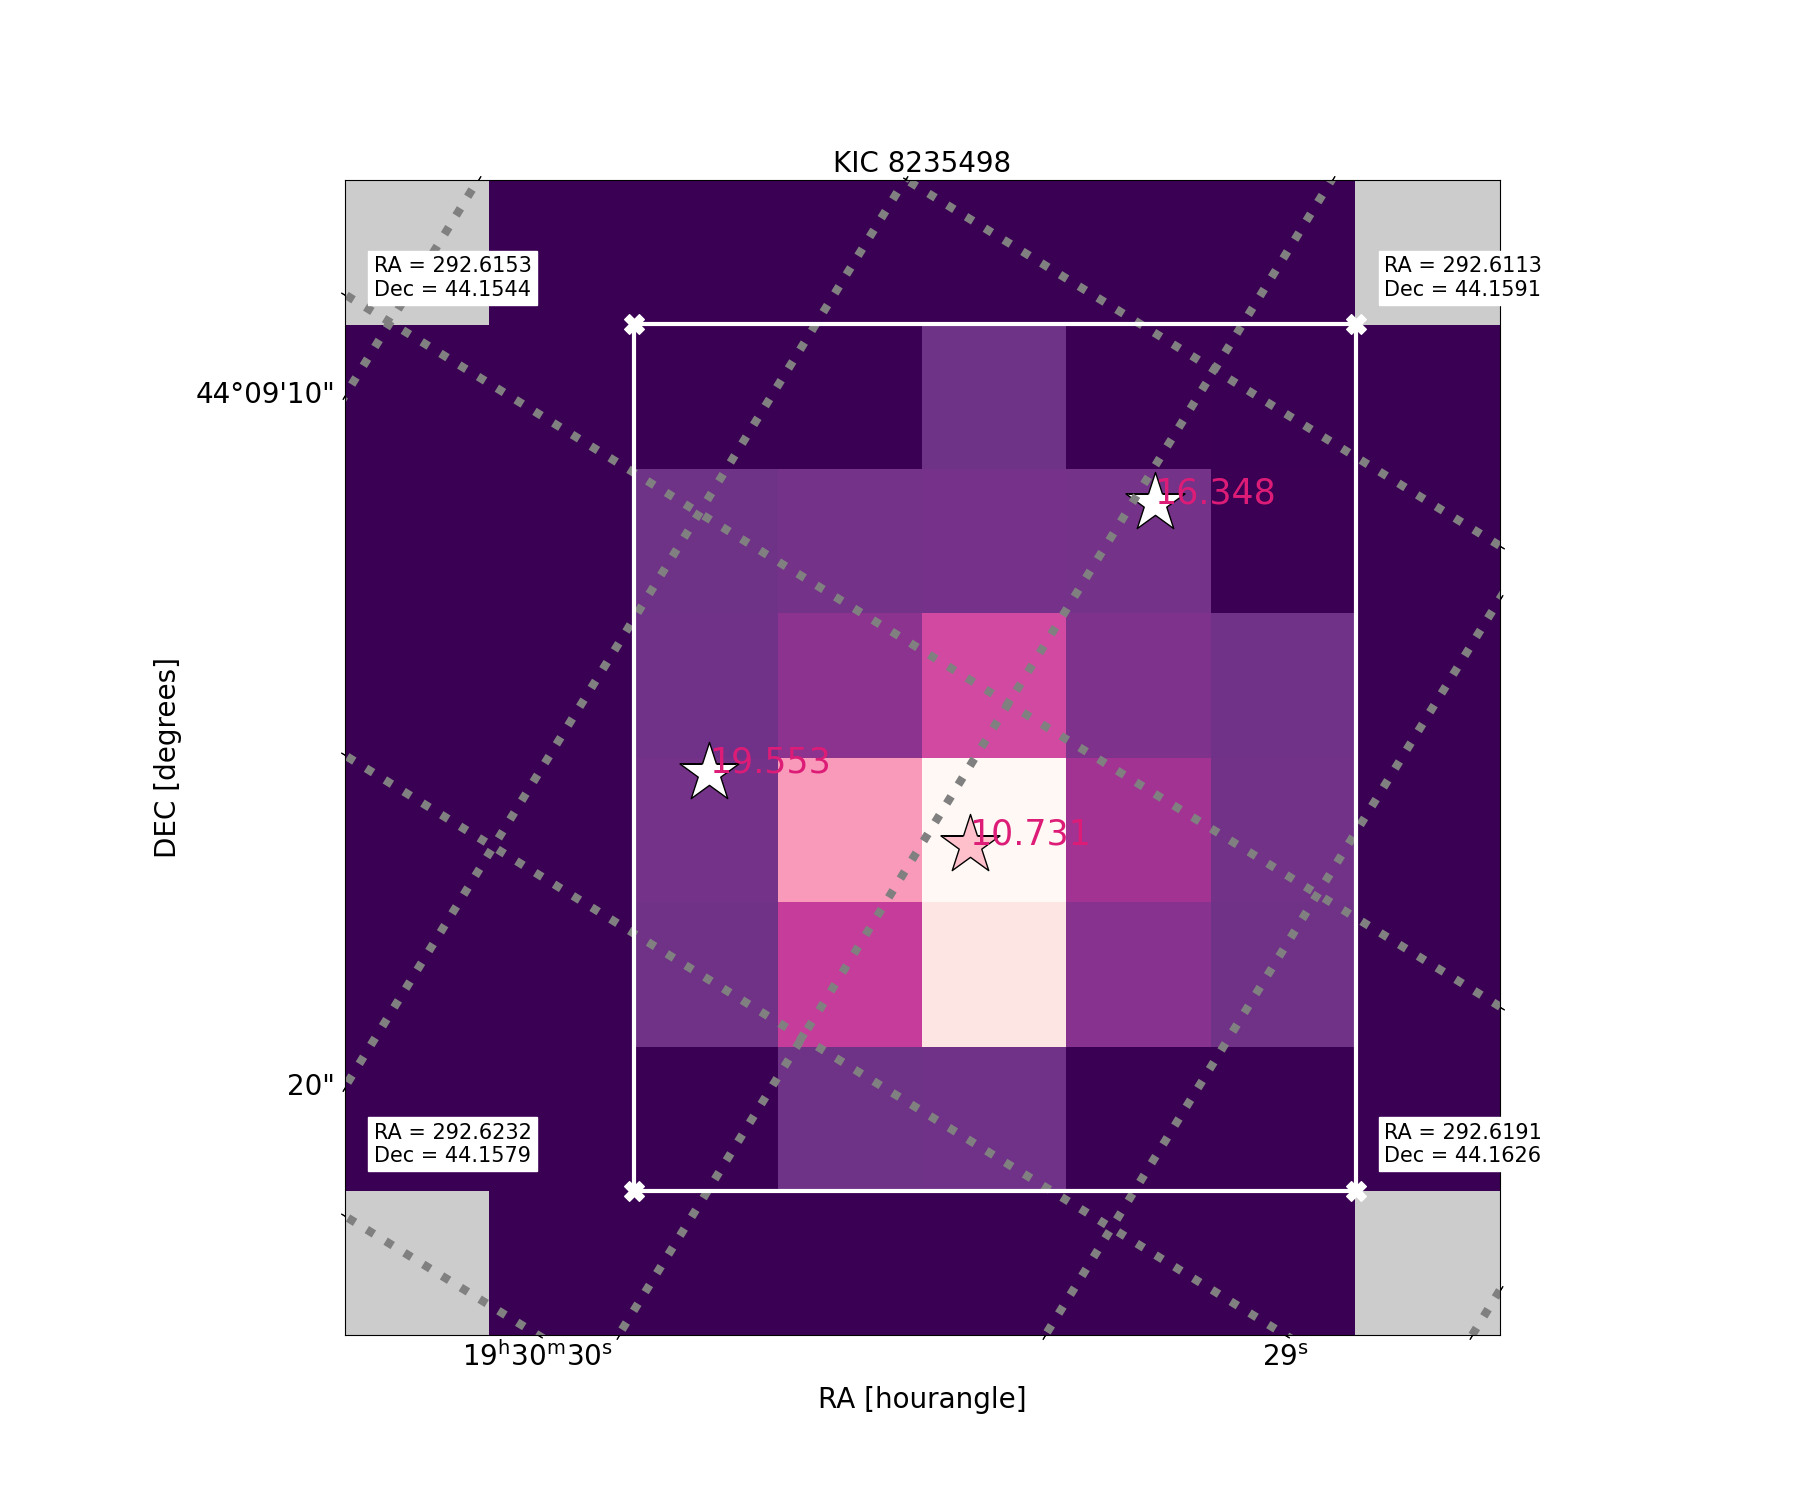 KIC 8235498
RA = 292.6153
Dec = 44.1544
RA = 292.6113
Dec = 44.1591
44°09'10"
16.348
19.553
10.731
DEC [degrees]
20"
RA = 292.6232
Dec = 44.1579
RA = 292.6191
Dec = 44.1626
19h30m30s
29s
RA [hourangle]